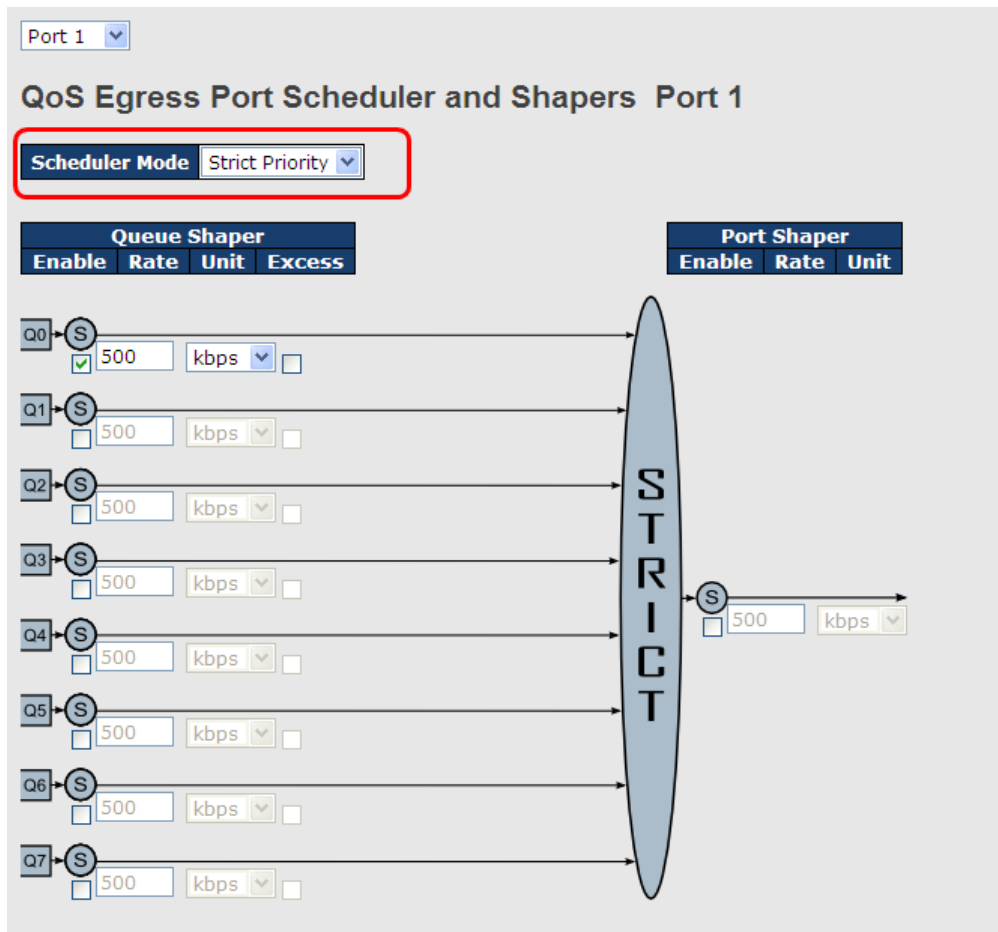 Port 1
QoS Egress Port Scheduler and Shapers Port 1
Scheduler Mode Strict Priority
Queue Shaper
Enable Rate Unit Excess
Port Shaper
Enable Rate Unit
Q0 S
500 kbps
Q1 S
500 kbps
Q2 S
500 kbps
Q3 S
500 kbps
Q4 S
500 kbps
Q5 S
500 kbps
Q6 S
500 kbps
Q7 S
500 kbps
STRICT
S
500 kbps